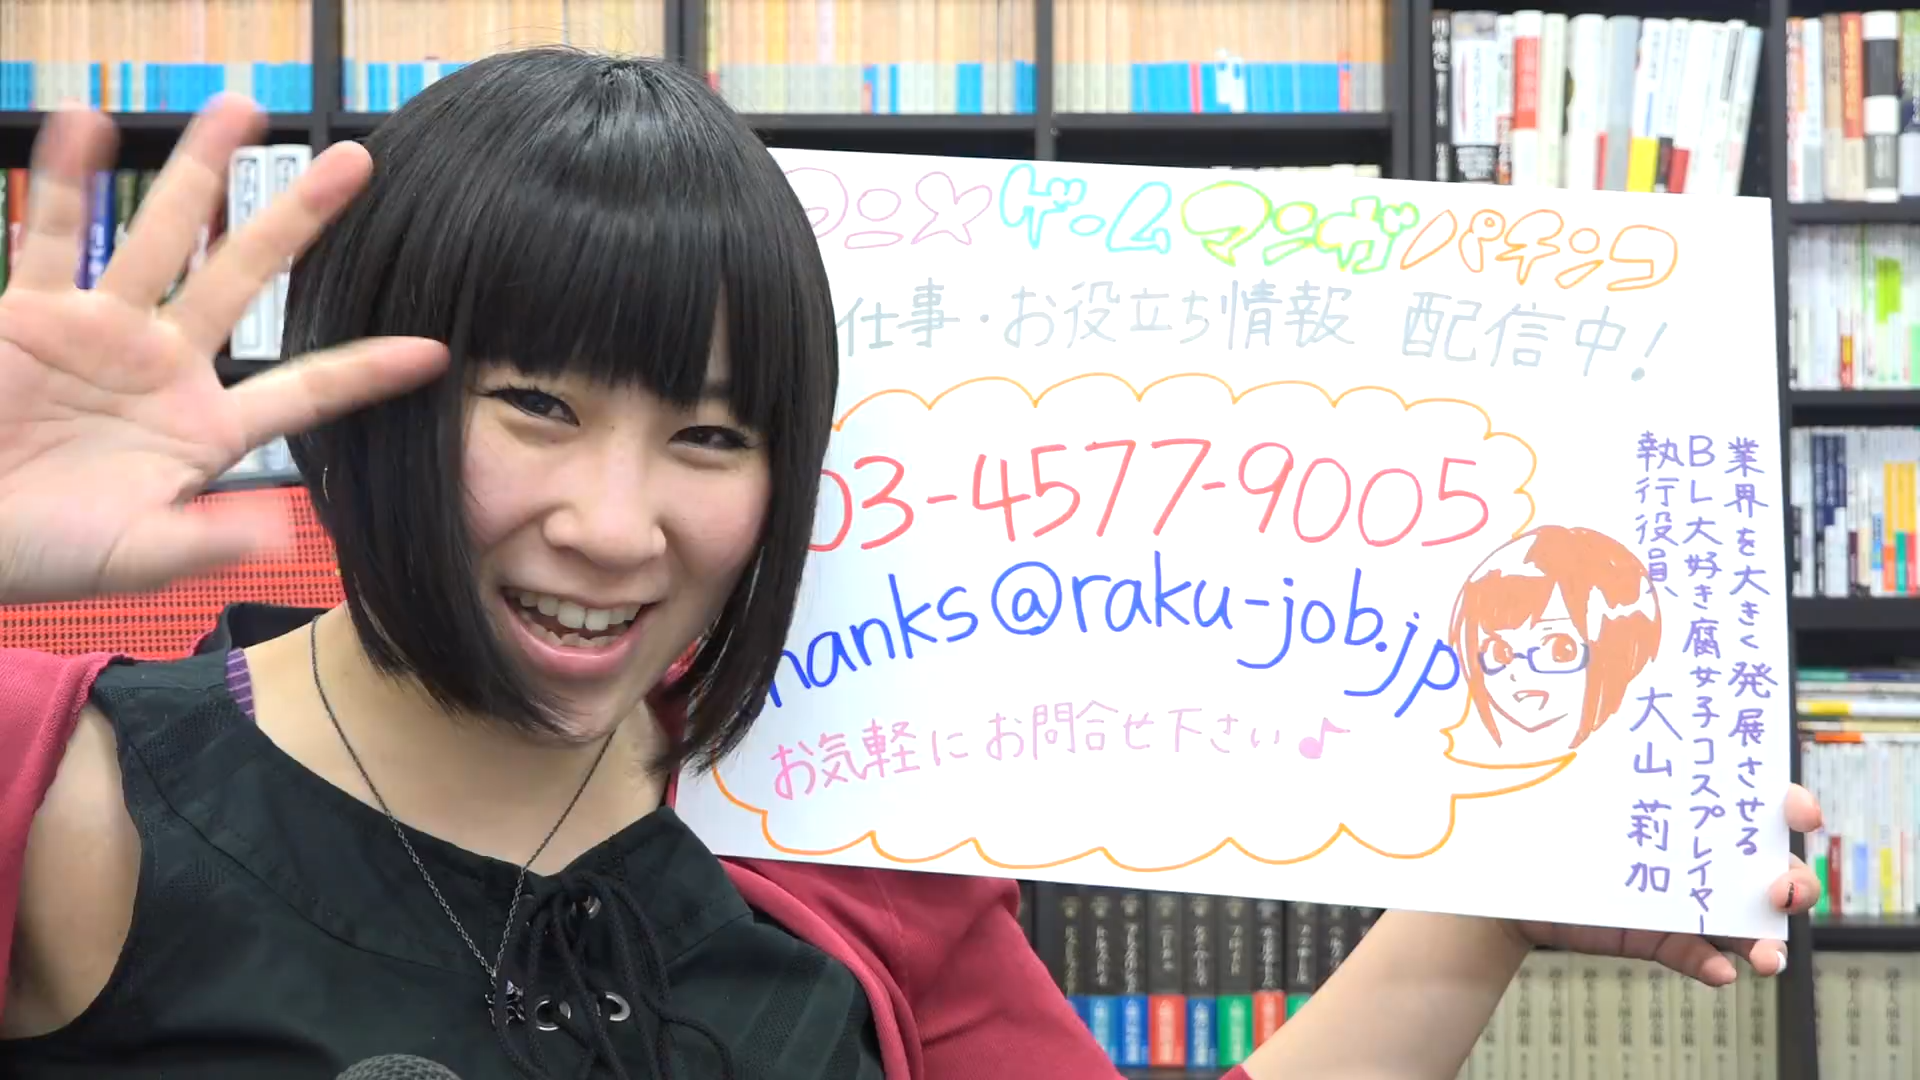 アニメ ゲーム マンガ パチンコ
仕事・お役立ち情報 配信中!
03-4577-9005
hanks@raku-job.jp
お気軽にお問合せ下さい♪
業界を大きく発展させる
BL大好き腐女子コスプレイヤー
執行役員、大山 莉加